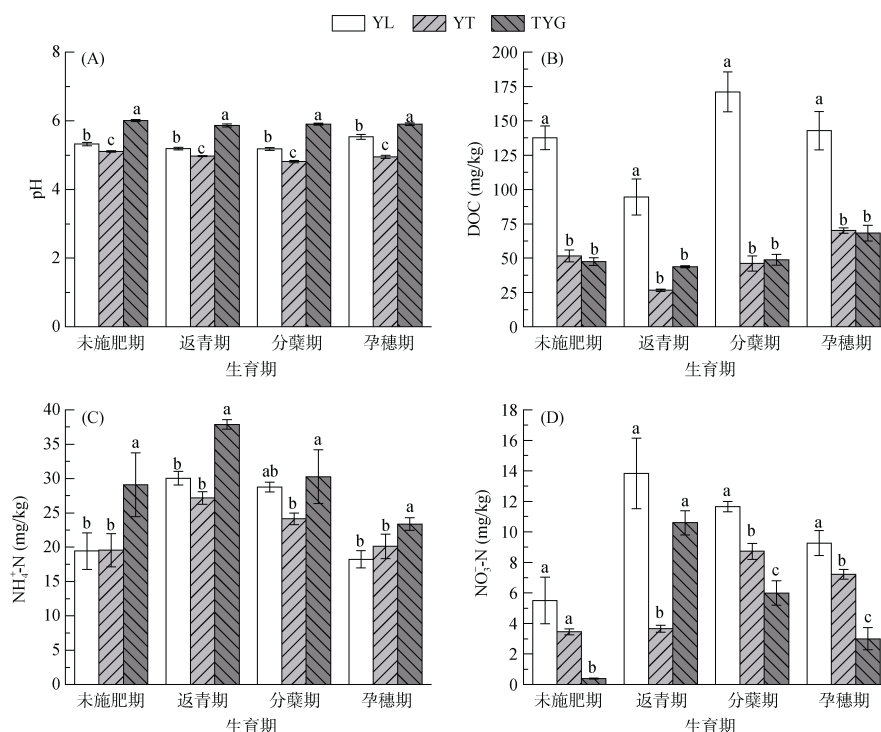 YL YT TYG
(A)
8
6
4
2
0
pH
b c a b c a b c a b c a
未施肥期 返青期 分蘖期 孕穗期
生育期
(B)
200
175
150
125
100
75
50
25
0
DOC (mg/kg)
a b b a b b a b b a b b
未施肥期 返青期 分蘖期 孕穗期
生育期
(C)
40
35
30
25
20
15
10
5
0
NH₄⁺-N (mg/kg)
b b a b b a ab b a b b a
未施肥期 返青期 分蘖期 孕穗期
生育期
(D)
18
16
14
12
10
8
6
4
2
0
NO₃⁻-N (mg/kg)
a a b a b a a b c a b c
未施肥期 返青期 分蘖期 孕穗期
生育期